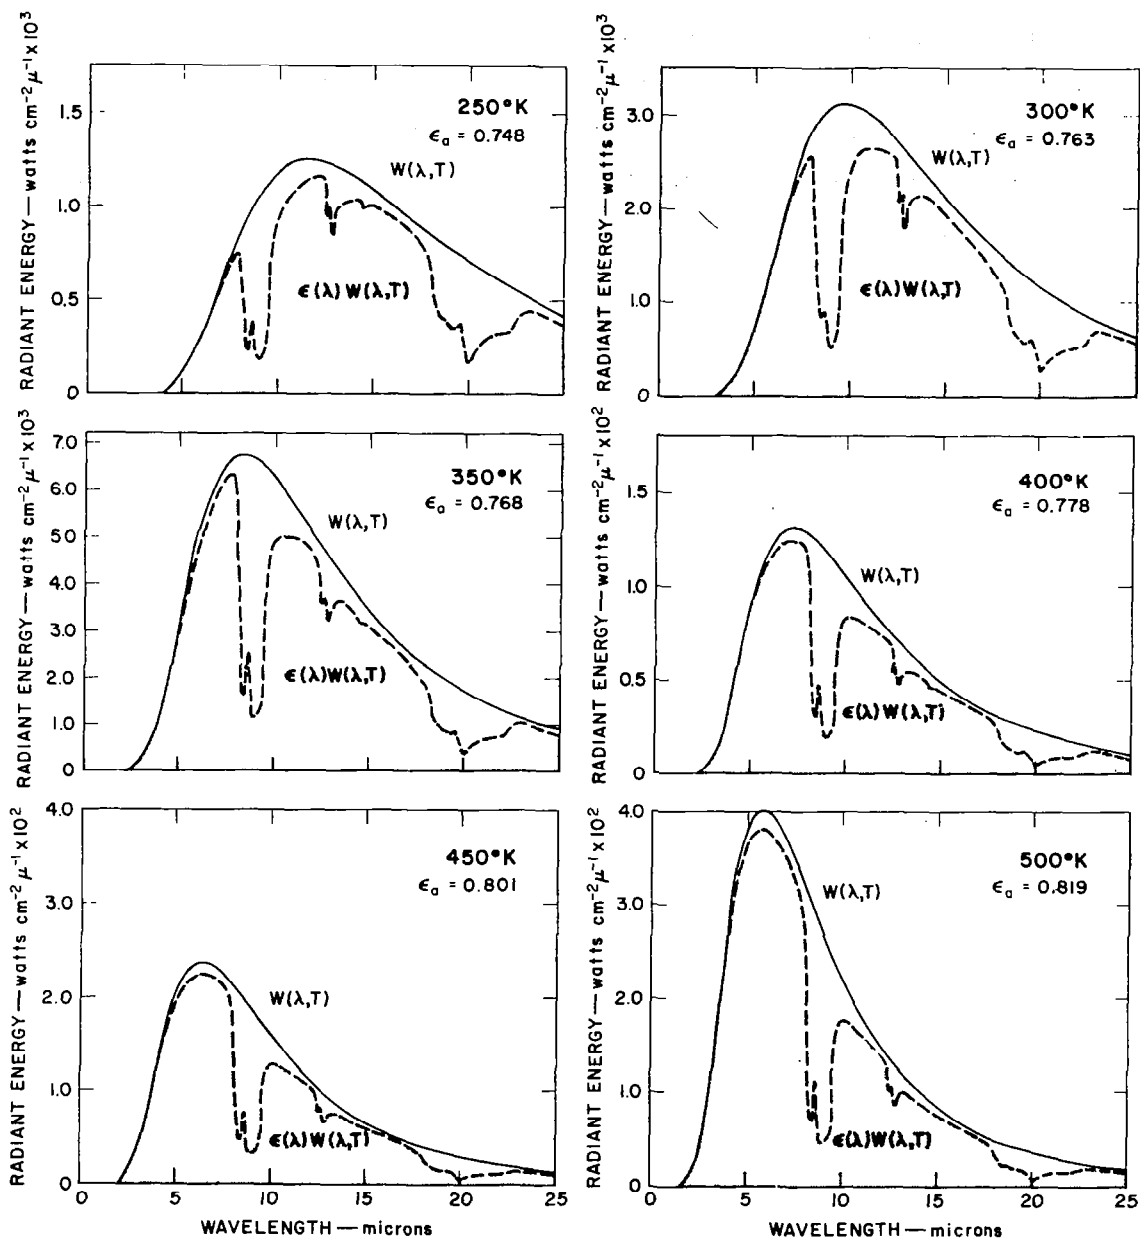 RADIANT ENERGY — watts cm⁻² μ⁻¹ x 10³
1.5
1.0
0.5
0
250°K
ϵₐ = 0.748
W(λ,T)
ϵ(λ) W(λ,T)
RADIANT ENERGY — watts cm⁻² μ⁻¹ x 10³
3.0
2.0
1.0
0
300°K
ϵₐ = 0.763
W(λ,T)
ϵ(λ) W(λ,T)
RADIANT ENERGY — watts cm⁻² μ⁻¹ x 10³
7.0
6.0
5.0
4.0
3.0
2.0
1.0
0
350°K
ϵₐ = 0.768
W(λ,T)
ϵ(λ) W(λ,T)
RADIANT ENERGY — watts cm⁻² μ⁻¹ x 10²
1.5
1.0
0.5
0
400°K
ϵₐ = 0.778
W(λ,T)
ϵ(λ) W(λ,T)
RADIANT ENERGY — watts cm⁻² μ⁻¹ x 10²
4.0
3.0
2.0
1.0
0
450°K
ϵₐ = 0.801
W(λ,T)
ϵ(λ) W(λ,T)
0 5 10 15 20 25
WAVELENGTH — microns
RADIANT ENERGY — watts cm⁻² μ⁻¹ x 10²
4.0
3.0
2.0
1.0
0
500°K
ϵₐ = 0.819
W(λ,T)
ϵ(λ) W(λ,T)
0 5 10 15 20 25
WAVELENGTH — microns